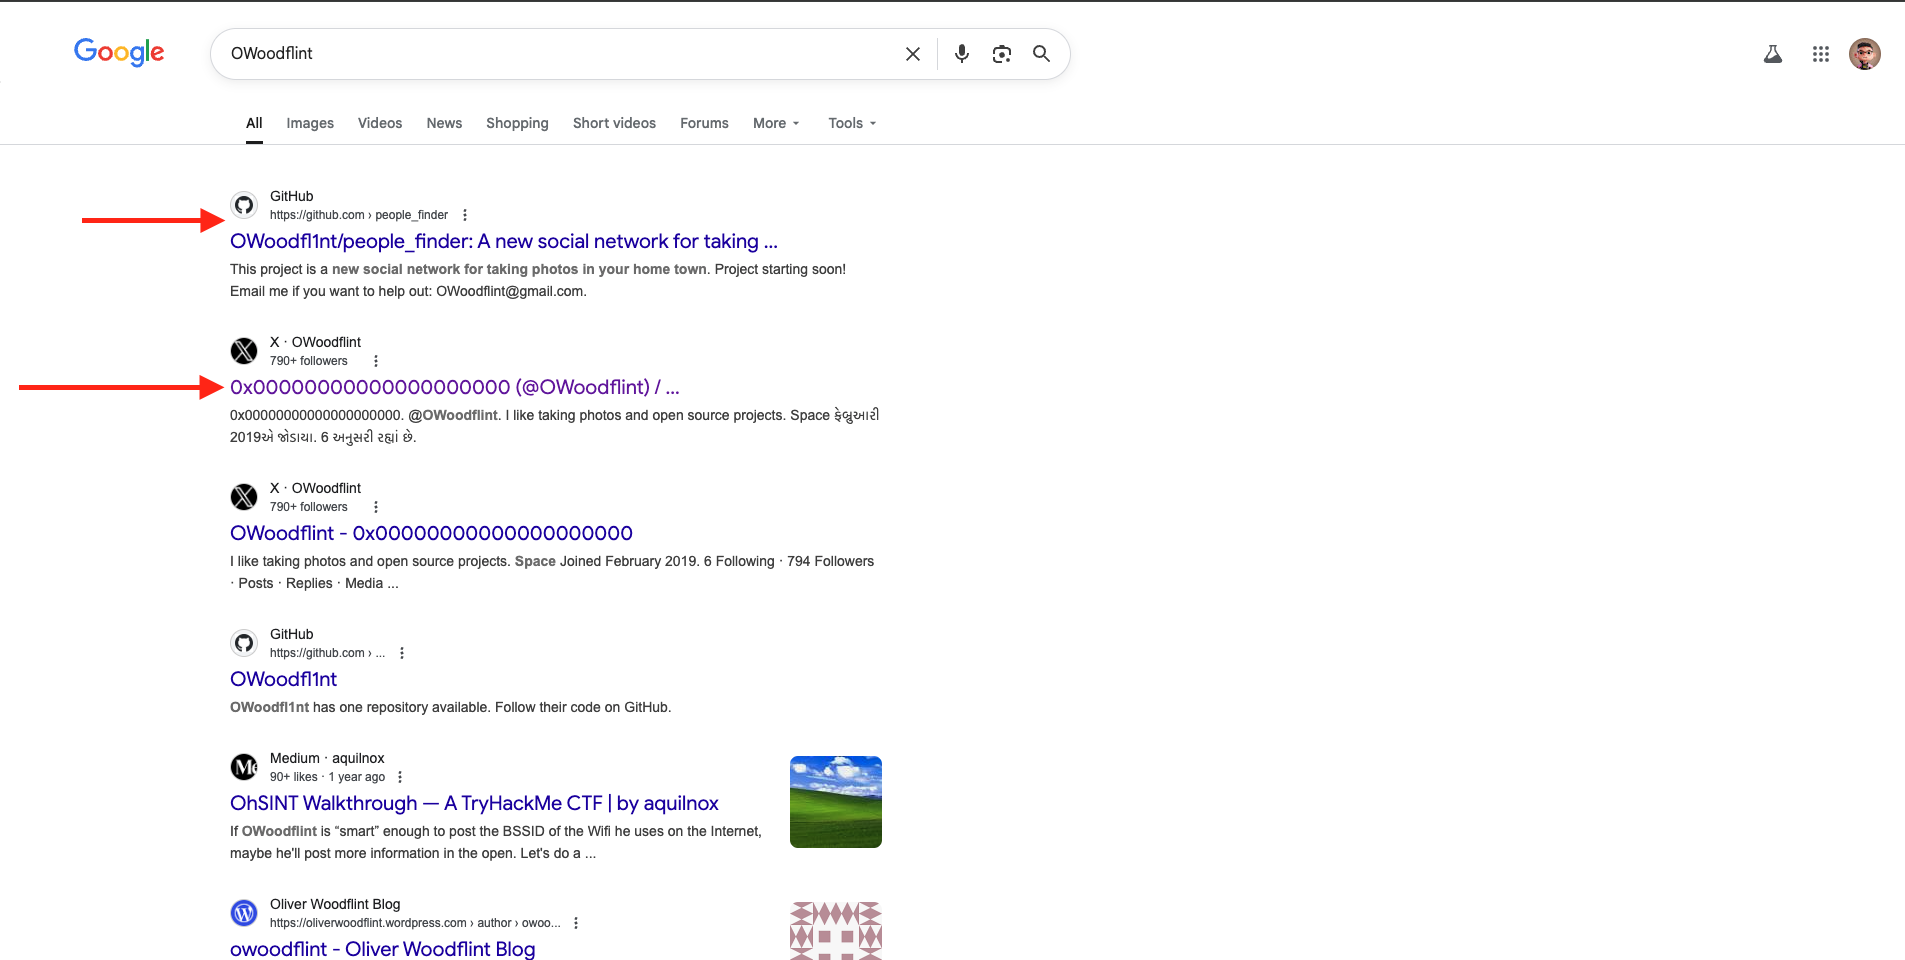 Google
OWoodflint
All Images Videos News Shopping Short videos Forums More Tools
GitHub
https://github.com › people_finder
OWoodfl1nt/people_finder: A new social network for taking ...
This project is a new social network for taking photos in your home town. Project starting soon!
Email me if you want to help out: OWoodflint@gmail.com.
X · OWoodflint
790+ followers
0x00000000000000000000 (@OWoodflint) / ...
0x0000000000000000000. @OWoodflint. I like taking photos and open source projects. Space ફેબ્રુઆરી
2019એ જોડાયા. 6 અનુસરી રહ્યાં છે.
X · OWoodflint
790+ followers
OWoodflint - 0x00000000000000000000
I like taking photos and open source projects. Space Joined February 2019. 6 Following · 794 Followers
· Posts · Replies · Media ...
GitHub
https://github.com › ...
OWoodfl1nt
OWoodfl1nt has one repository available. Follow their code on GitHub.
Medium · aquilnox
90+ likes · 1 year ago
OhSINT Walkthrough — A TryHackMe CTF | by aquilnox
If OWoodflint is “smart” enough to post the BSSID of the Wifi he uses on the Internet,
maybe he'll post more information in the open. Let's do a ...
Oliver Woodflint Blog
https://oliverwoodflint.wordpress.com › author › owoo...
owoodflint - Oliver Woodflint Blog